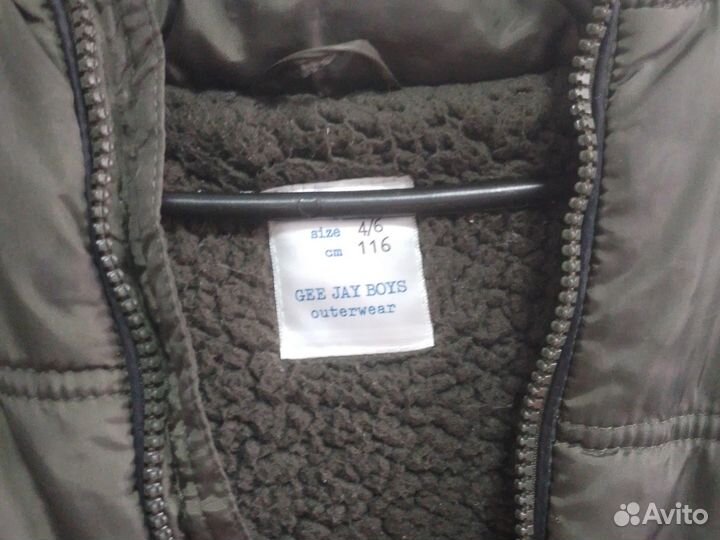 size 4/6
cm 116
GEE JAY BOYS
outerwear
Avito